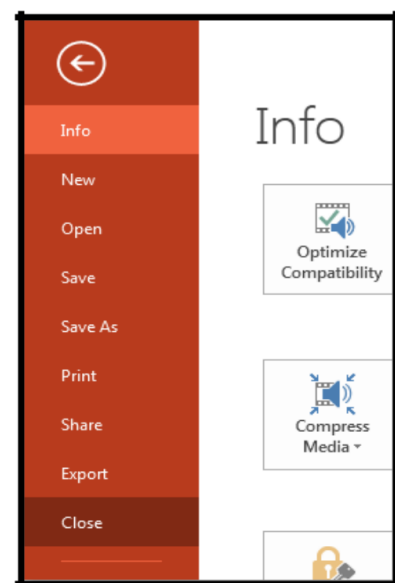 Info
New
Open
Save
Save As
Print
Share
Export
Close
Info
Optimize
Compatibility
Compress
Media